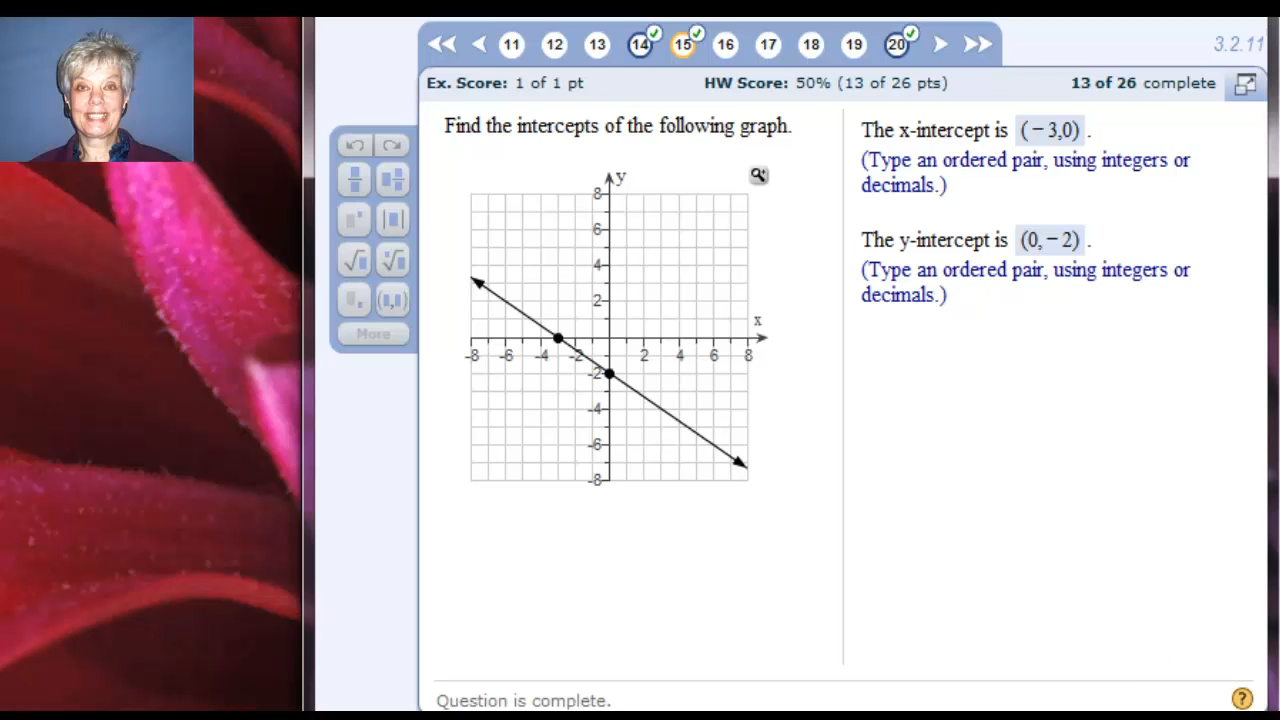 11 12 13 14 15 16 17 18 19 20
3.2.11
Ex. Score: 1 of 1 pt HW Score: 50% (13 of 26 pts) 13 of 26 complete
Find the intercepts of the following graph.
The x-intercept is (−3,0) .
(Type an ordered pair, using integers or
decimals.)
The y-intercept is (0,−2) .
(Type an ordered pair, using integers or
decimals.)
More
y
8
6
4
2
x
-8 -6 -4 -2 2 4 6 8
-2
-4
-6
-8
Question is complete.
?